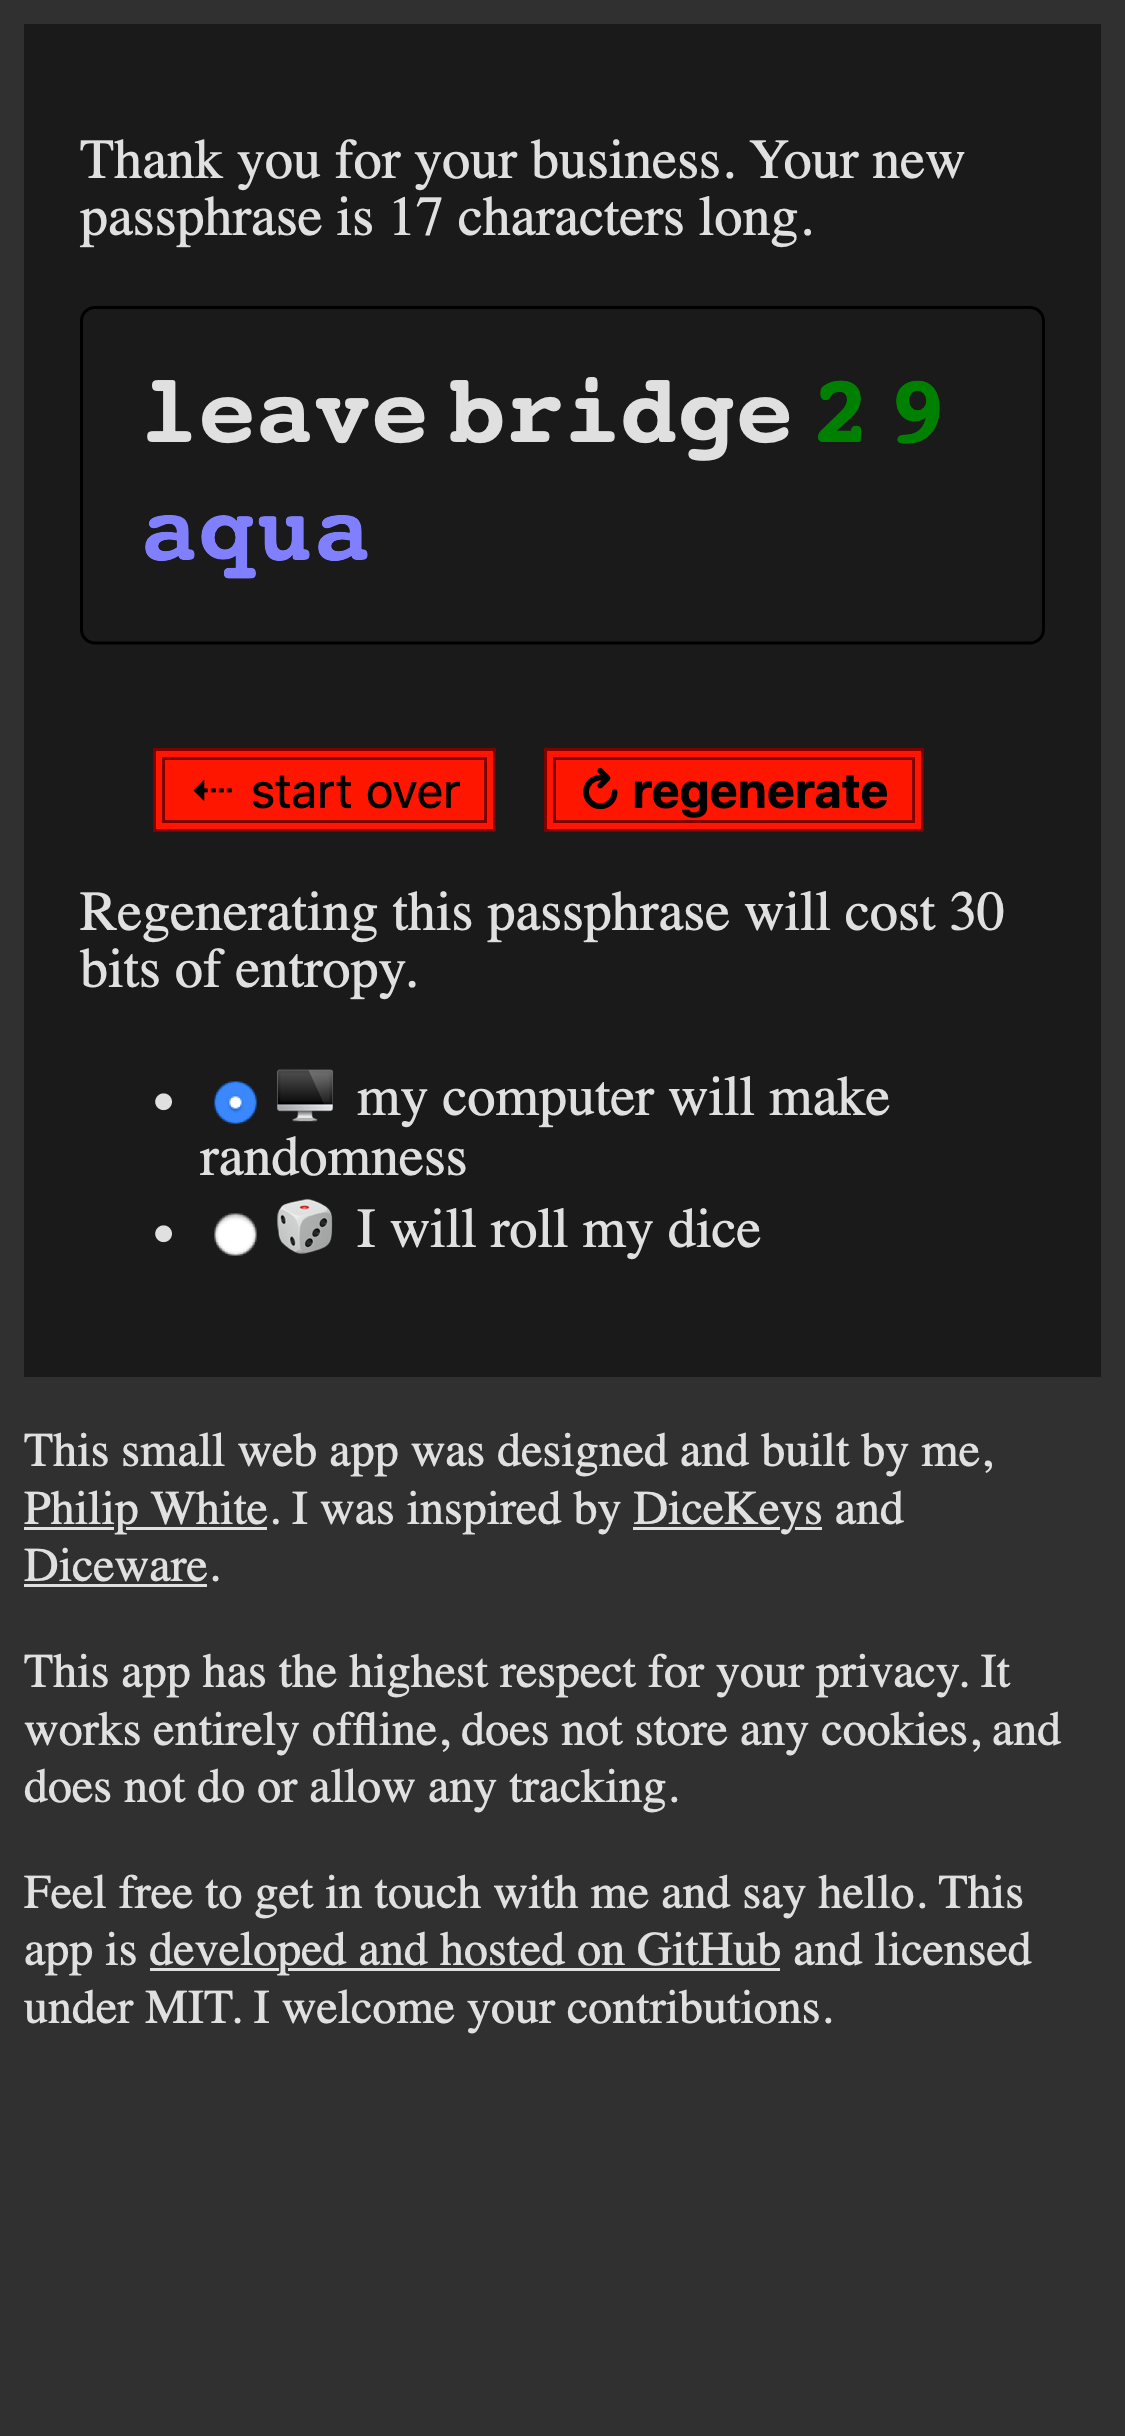 Thank you for your business. Your new
passphrase is 17 characters long.
leave bridge 2 9
aqua
⇠ start over
↻ regenerate
Regenerating this passphrase will cost 30
bits of entropy.
• 🖥️ my computer will make
randomness
• 🎲 I will roll my dice
This small web app was designed and built by me,
Philip White. I was inspired by DiceKeys and
Diceware.
This app has the highest respect for your privacy. It
works entirely offline, does not store any cookies, and
does not do or allow any tracking.
Feel free to get in touch with me and say hello. This
app is developed and hosted on GitHub and licensed
under MIT. I welcome your contributions.